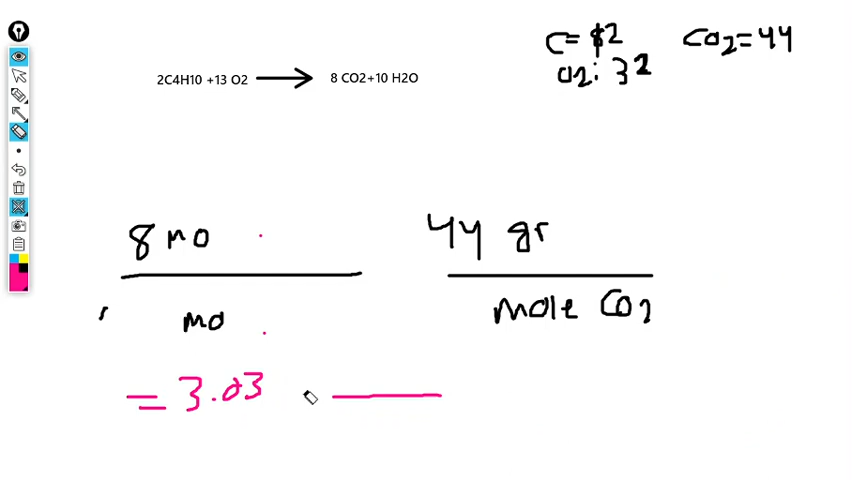 C= 12 CO2=44
O2: 32
2C4H10 +13 O2 8 CO2+10 H2O
8 mo 44 gr
mo mole CO2
= 3.03